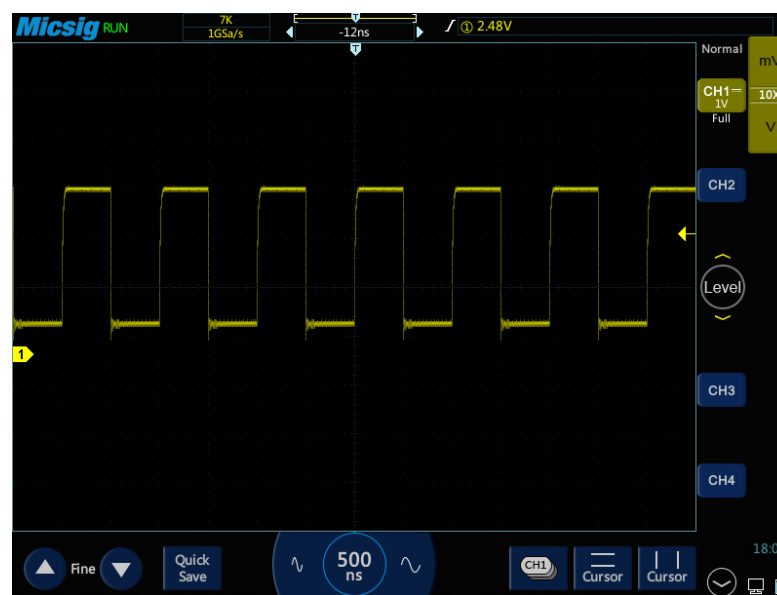 Micsig RUN
7K
1GSa/s
T
-12ns
① 2.48V
T
Normal
mV
CH1
1V
Full
10X
V
CH2
Level
1
CH3
CH4
Fine
Quick
Save
500
ns
CH1
Cursor
Cursor
18:0